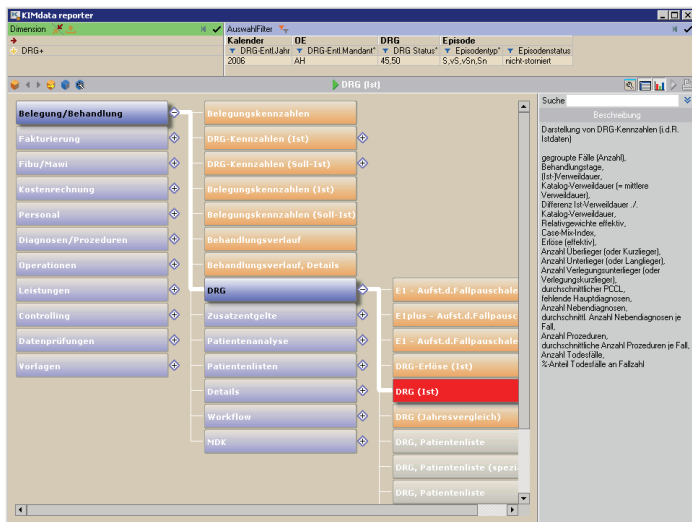 KIMdata reporter
Dimension
AuswahlFilter
DRG+
Kalender OE DRG Episode
DRG-Entl.Jahr DRG-Entl.Mandant* DRG Status* Episodentyp* Episodenstatus
2006 AH 45,50 S,vS,vSn,Sn nicht-storniert
DRG (Ist)
Belegung/Behandlung
Fakturierung
Fibu/Mawi
Kostenrechnung
Personal
Diagnosen/Prozeduren
Operationen
Leistungen
Controlling
Datenprüfungen
Vorlagen
Belegungskennzahlen
DRG-Kennzahlen (Ist)
DRG-Kennzahlen (Soll-Ist)
Belegungskennzahlen (Ist)
Belegungskennzahlen (Soll-Ist)
Behandlungsverlauf
Behandlungsverlauf, Details
DRG
Zusatzentgelte
Patientenanalyse
Patientenlisten
Details
Workflow
MDK
E1 - Aufst.d.Fallpauschale
E1plus - Aufst.d.Fallpausc
E1 - Aufst.d.Fallpauschale
DRG-Erlöse (Ist)
DRG (Ist)
DRG (Jahresvergleich)
DRG, Patientenliste
DRG, Patientenliste (spezi
DRG, Patientenliste
Suche
Beschreibung
Darstellung von DRG-Kennzahlen (i.d.R.
Istdaten)
gegroupte Fälle (Anzahl),
Behandlungstage,
(Ist-)Verweildauer,
Katalog-Verweildauer (= mittlere
Verweildauer),
Differenz Ist-Verweildauer ./.
Katalog-Verweildauer,
Relativgewichte effektiv,
Case-Mix-Index,
Erlöse (effektiv),
Anzahl Überlieger (oder Kurzlieger),
Anzahl Unterlieger (oder Langlieger),
Anzahl Verlegungsunterlieger (oder
Verlegungskurzlieger),
durchschnittlicher PCCL,
fehlende Hauptdiagnosen,
Anzahl Nebendiagnosen,
durchschnittl. Anzahl Nebendiagnosen je
Fall,
Anzahl Prozeduren,
durchschnittliche Anzahl Prozeduren je Fall,
Anzahl Todesfälle,
%-Anteil Todesfälle an Fallzahl